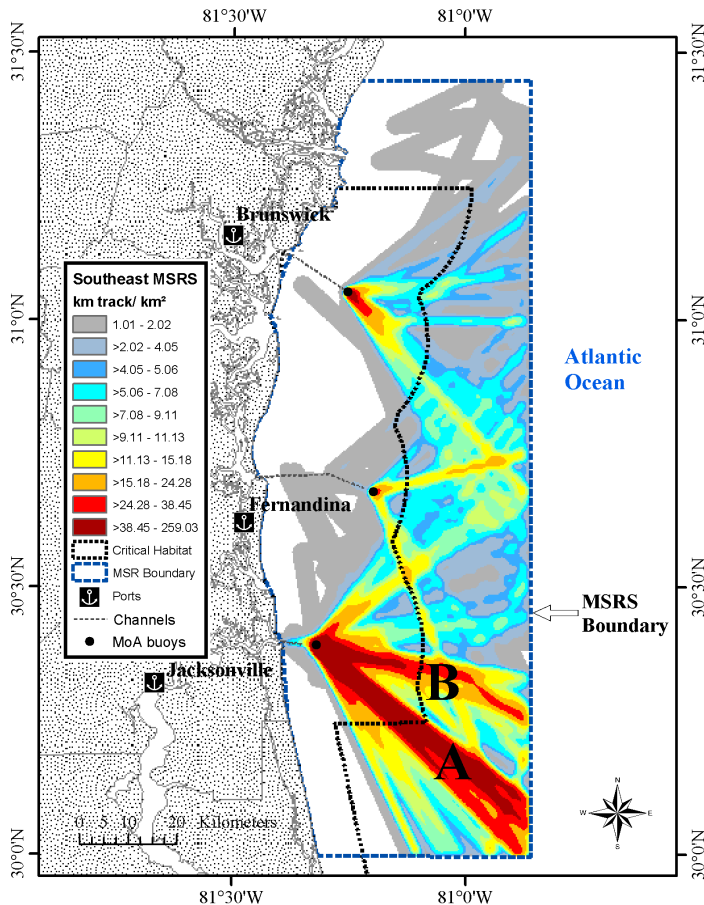 81°30'W
81°0'W
31°30'N
31°30'N
Brunswick
Southeast MSRS
km track/ km²
1.01 - 2.02
>2.02 - 4.05
>4.05 - 5.06
>5.06 - 7.08
>7.08 - 9.11
>9.11 - 11.13
>11.13 - 15.18
>15.18 - 24.28
>24.28 - 38.45
>38.45 - 259.03
Critical Habitat
MSR Boundary
Ports
Channels
MoA buoys
31°0'N
31°0'N
Atlantic
Ocean
Fernandina
30°30'N
30°30'N
MSRS
Boundary
Jacksonville
B
A
0 5 10 20 Kilometers
N
W E
S
30°0'N
30°0'N
81°30'W
81°0'W